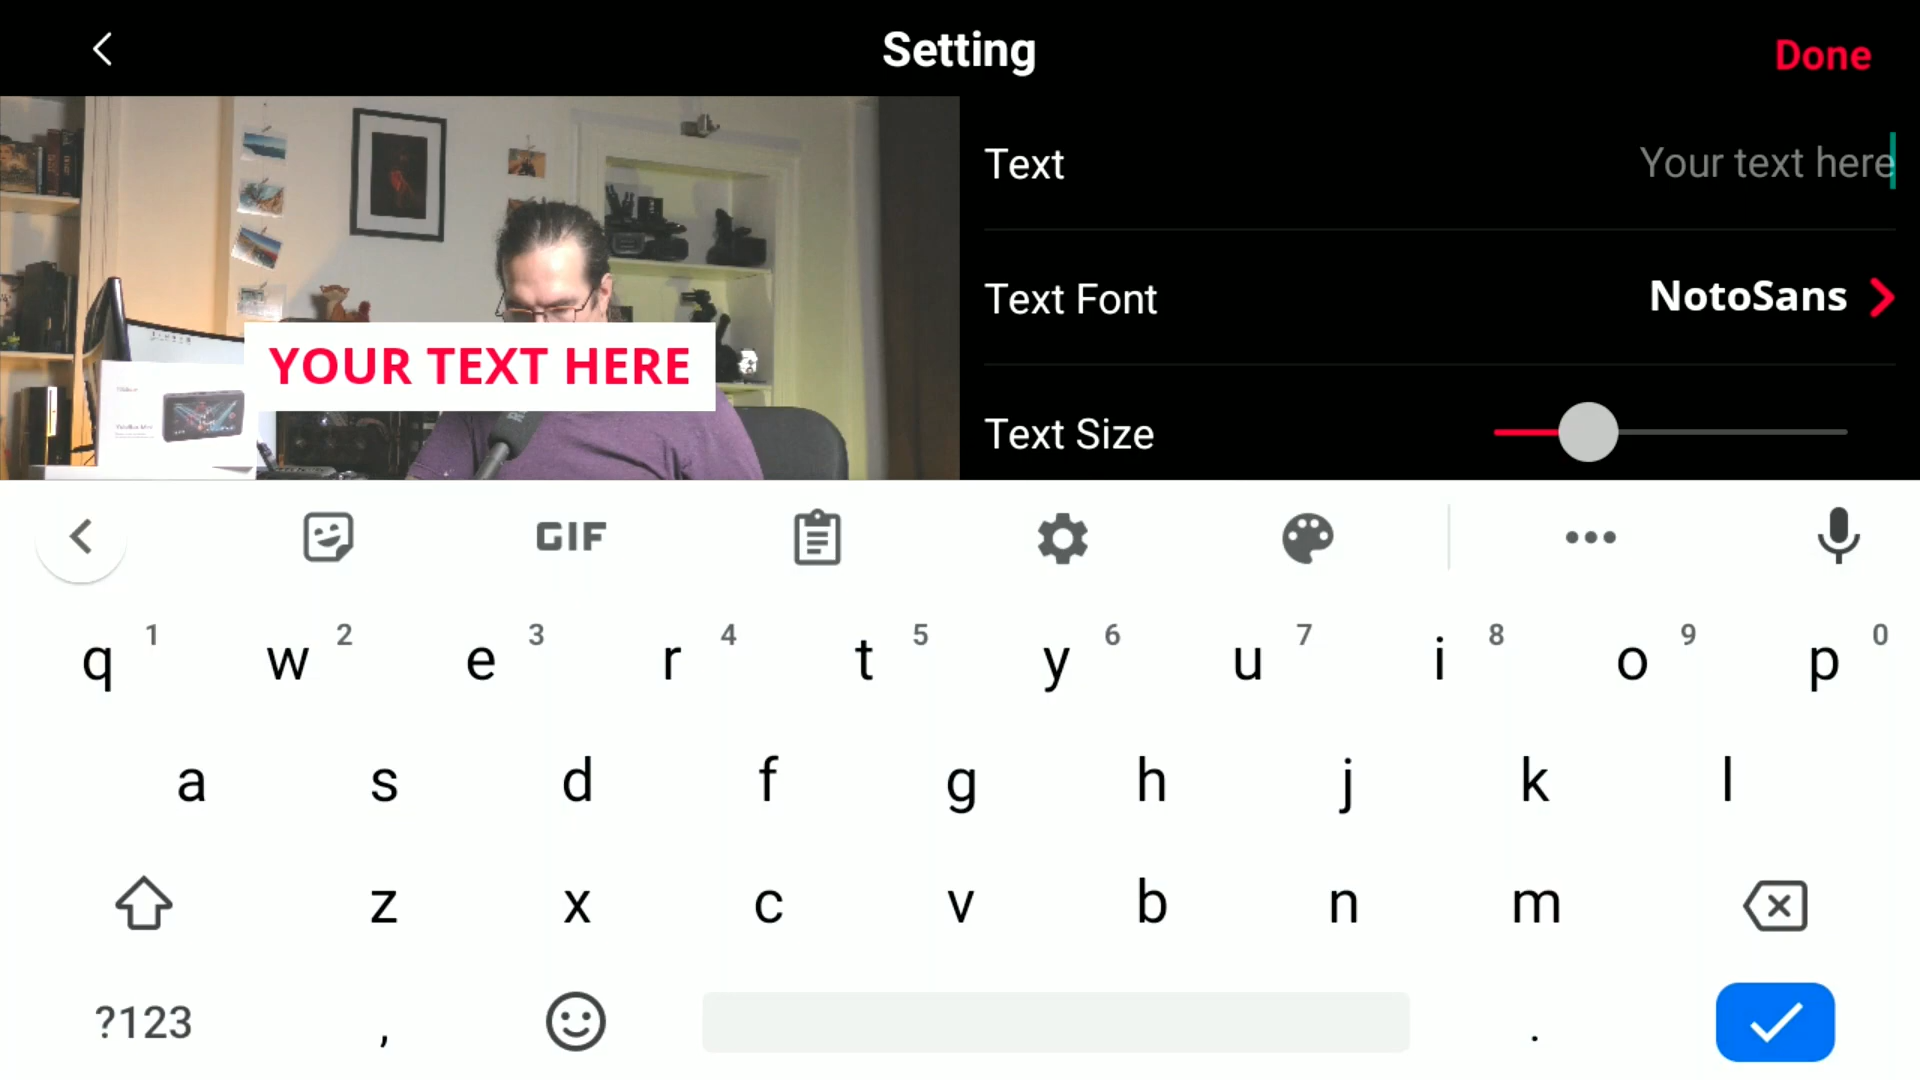 Setting
Done
Text
Your text here
Text Font
NotoSans
Text Size
YOUR TEXT HERE
GIF
q 1 w 2 e 3 r 4 t 5 y 6 u 7 i 8 o 9 p 0
a s d f g h j k l
z x c v b n m
?123 , .